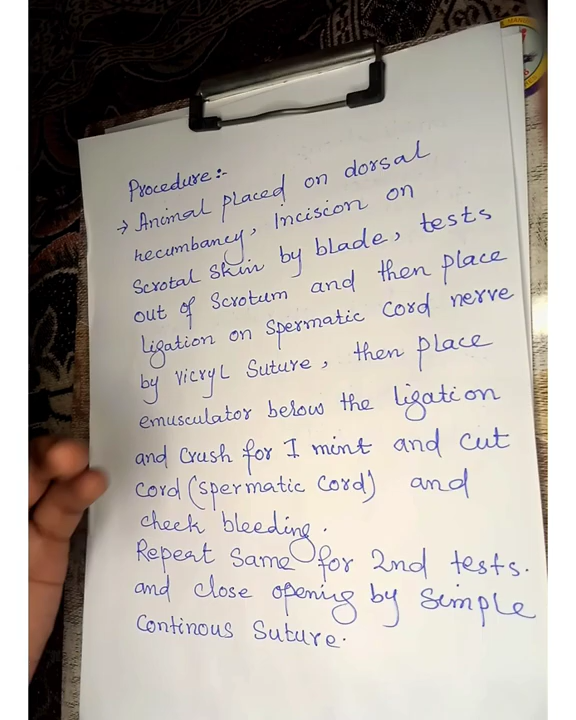 Procedure:-
→ Animal placed on dorsal
recumbancy, Incision on
Scrotal Skin by blade, tests
out of Scrotum and then place
ligation on Spermatic Cord nerve
by vicryl Suture, then place
emusculator below the ligation
and Crush for 1 mint and cut
Cord (Spermatic Cord) and
check bleeding.
Repeat Same for 2nd tests.
and close opening by Simple
Continous Suture.